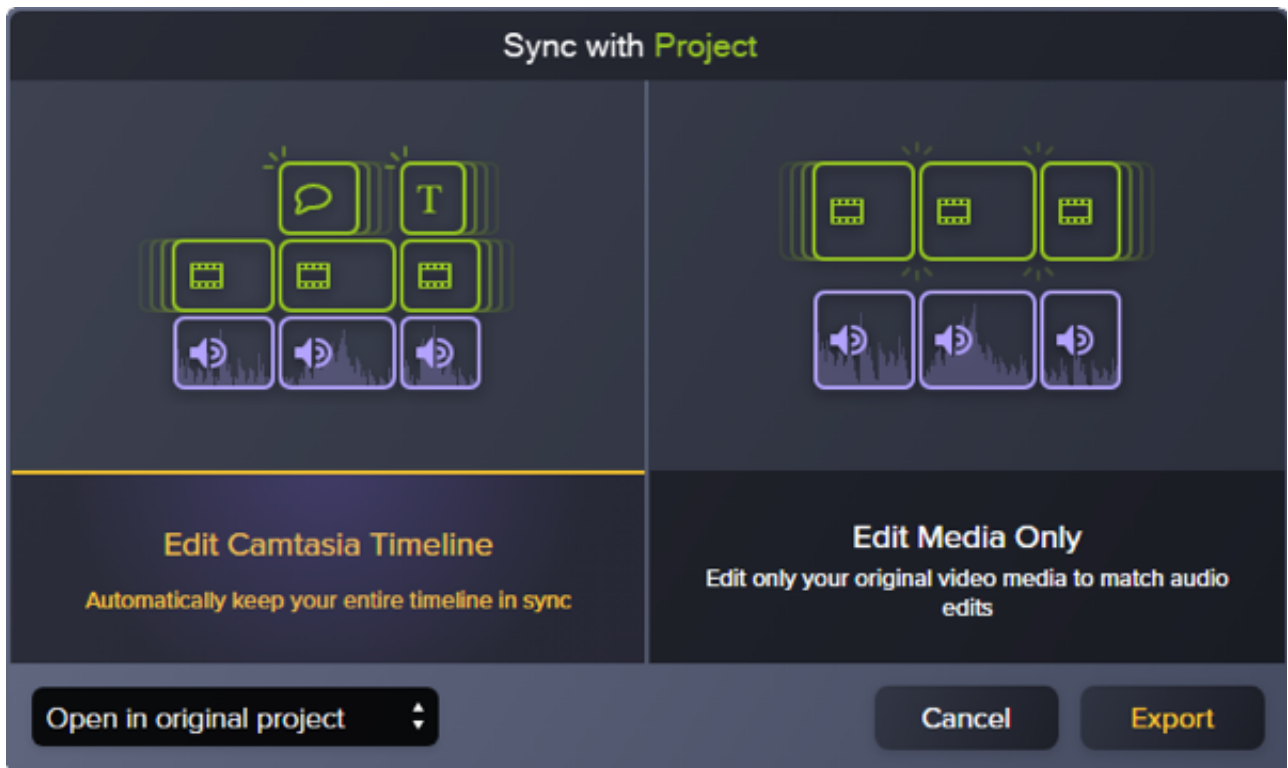 Sync with Project
T
Edit Camtasia Timeline
Automatically keep your entire timeline in sync
Edit Media Only
Edit only your original video media to match audio
edits
Open in original project
Cancel
Export